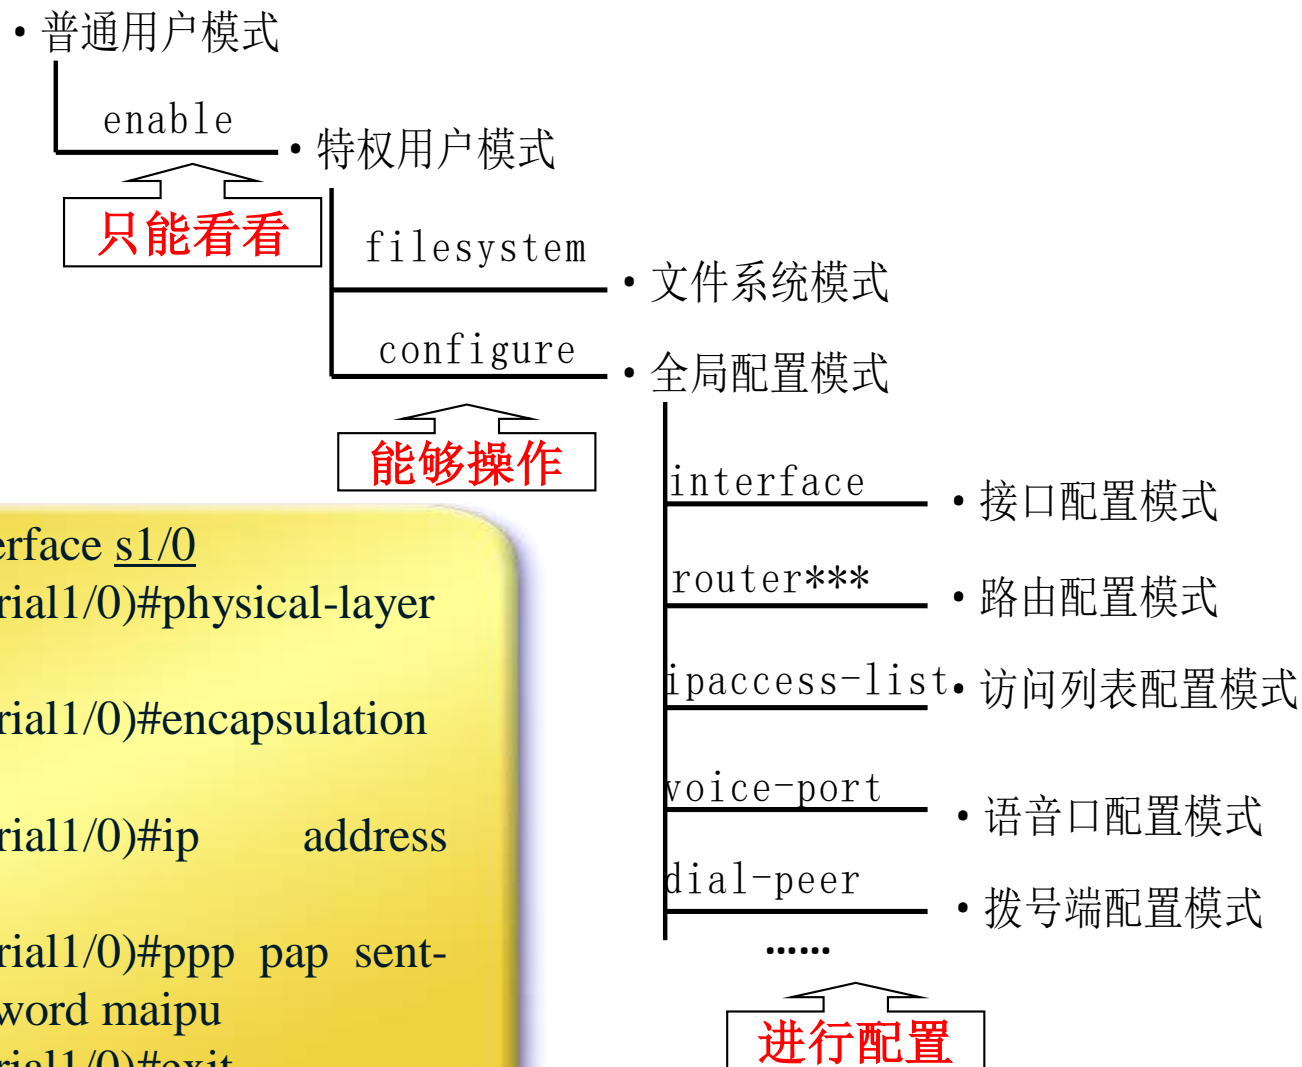 •普通用户模式
enable
•特权用户模式
只能看看
filesystem
•文件系统模式
configure
•全局配置模式
能够操作
interface
•接口配置模式
router***
•路由配置模式
ipaccess-list
•访问列表配置模式
voice-port
•语音口配置模式
dial-peer
•拨号端配置模式
……
进行配置
erface s1/0
rial1/0)#physical-layer
rial1/0)#encapsulation
rial1/0)#ip address
rial1/0)#ppp pap sent-
word maipu
rial1/0)#exit